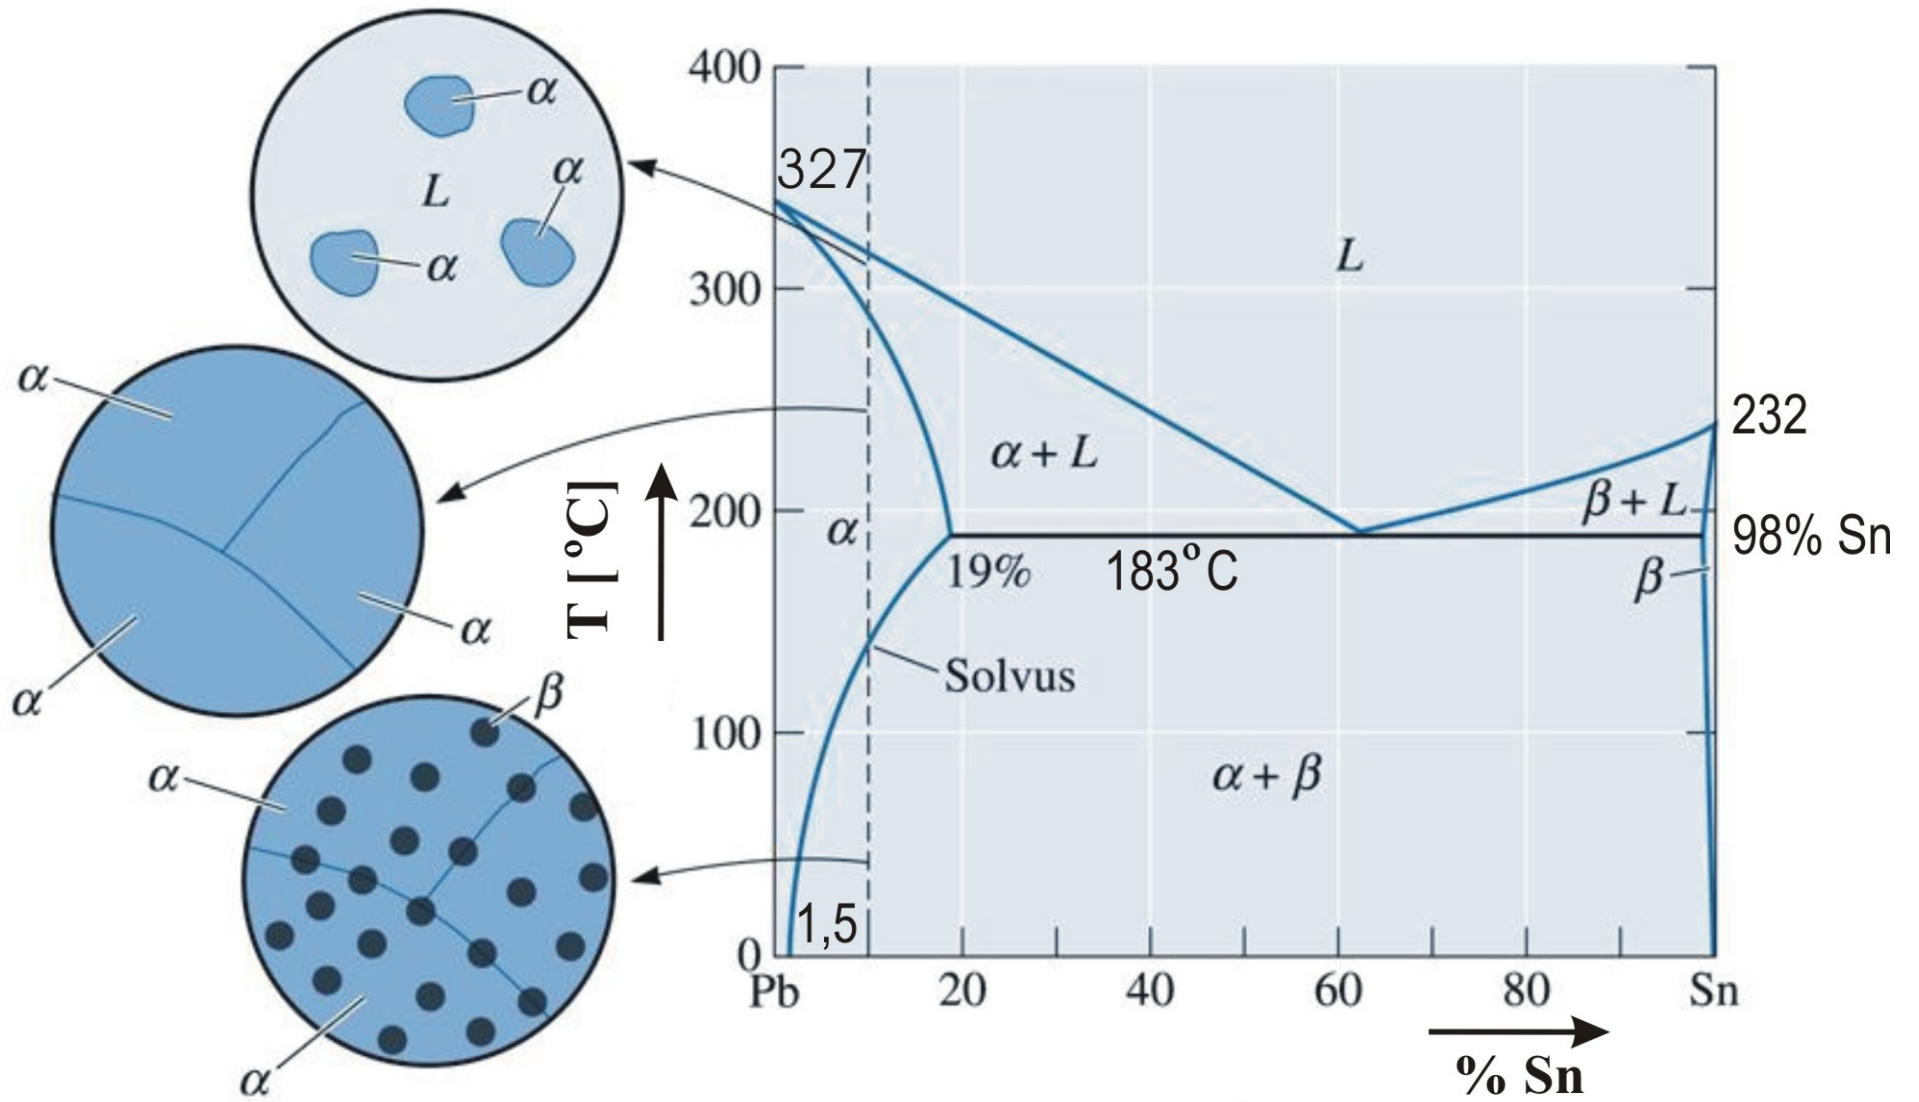 α
L
α
α
α
α
α
β
α
α
400
300
200
100
0
T [°C]
327
L
α + L
β + L
232
98% Sn
α
19%
183°C
β
Solvus
α + β
1,5
Pb
20
40
60
80
Sn
% Sn